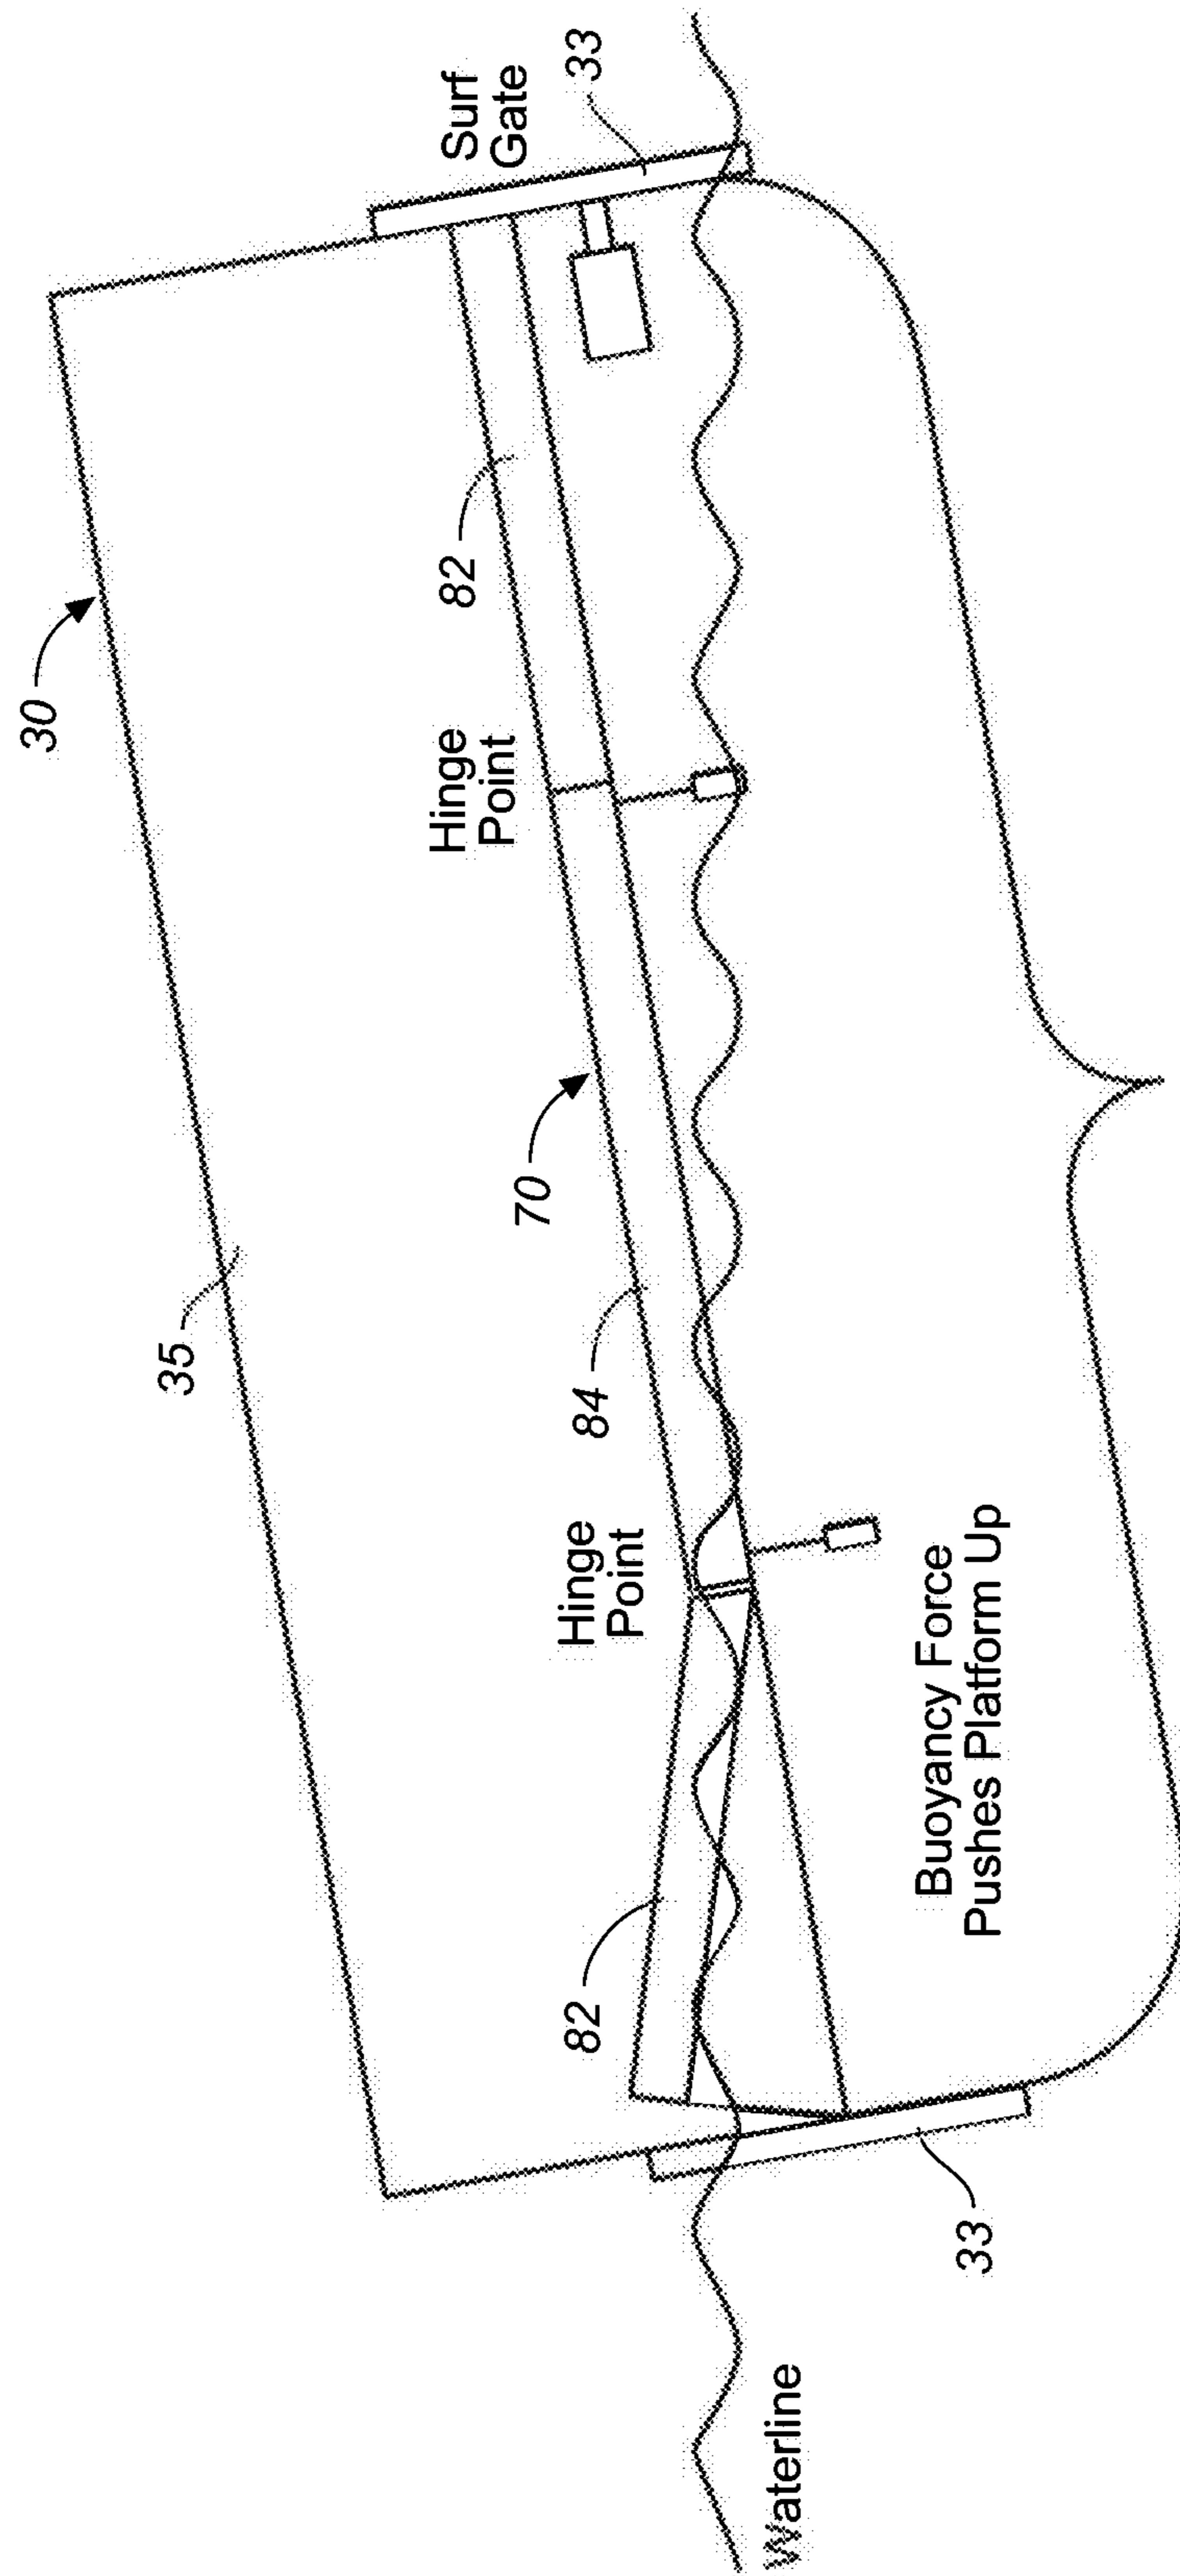 30
Surf
Gate
33
82
Hinge
Point
35
70
84
Hinge
Point
82
Buoyancy Force
Pushes Platform Up
33
Waterline